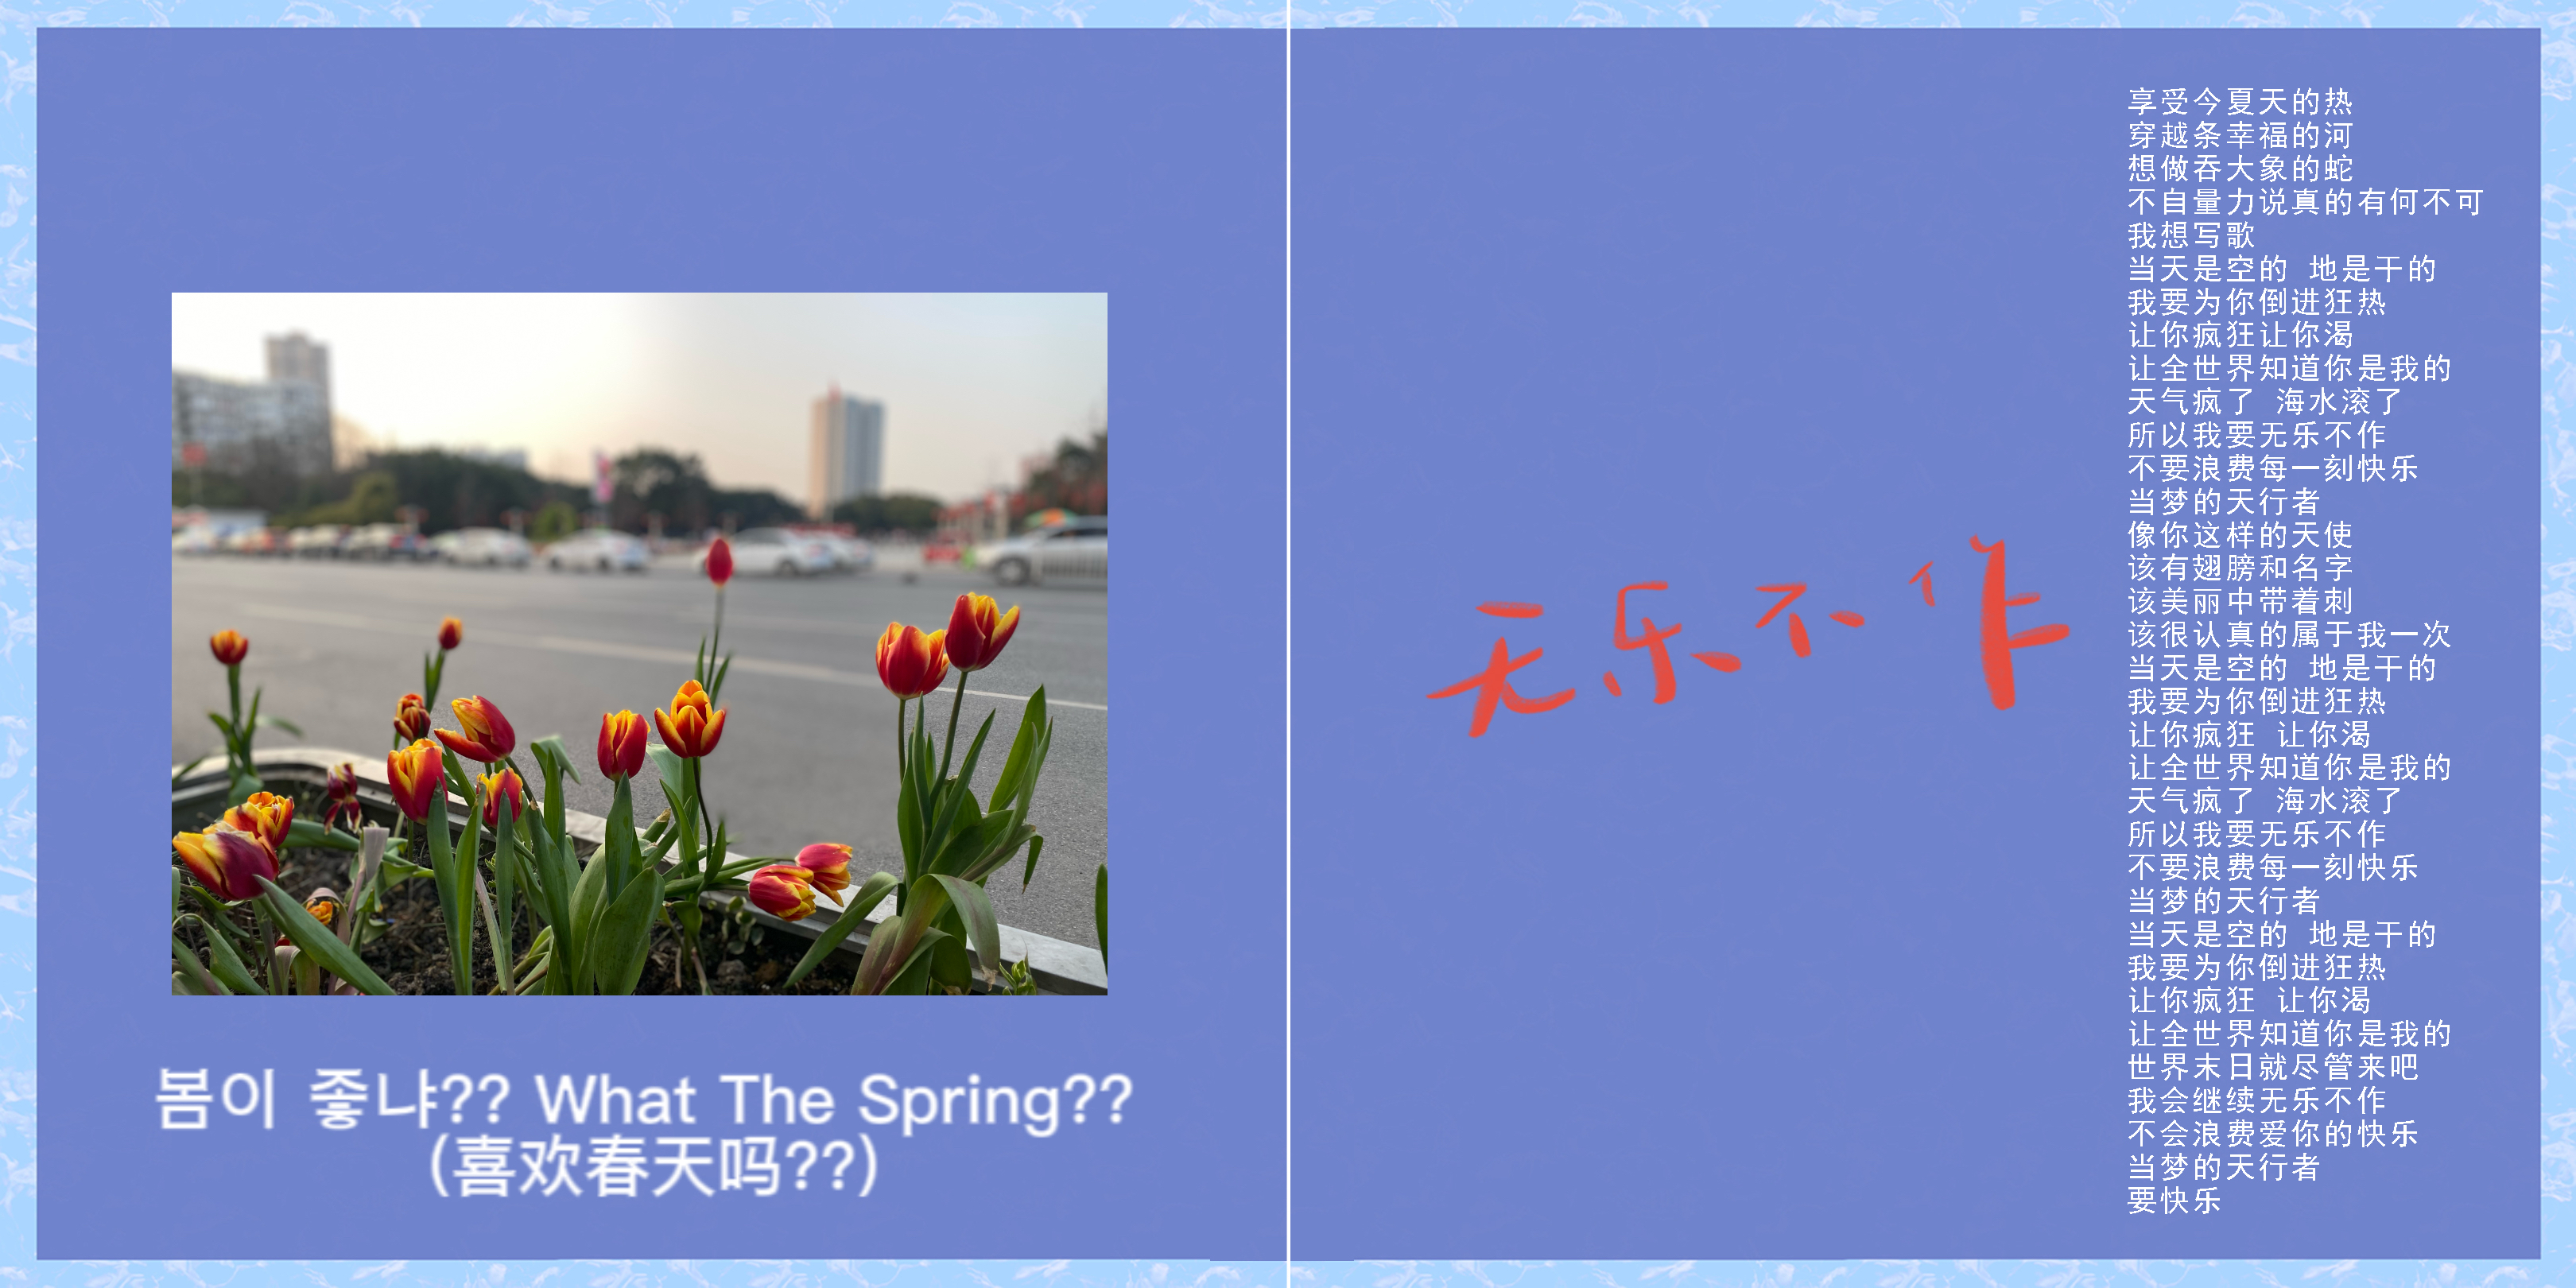 봄이 좋냐?? What The Spring??
(喜欢春天吗??)
无乐不作
享受今夏天的热
穿越条幸福的河
想做吞大象的蛇
不自量力说真的有何不可
我想写歌
当天是空的 地是干的
我要为你倒进狂热
让你疯狂让你渴
让全世界知道你是我的
天气疯了 海水滚了
所以我要无乐不作
不要浪费每一刻快乐
当梦的天行者
像你这样的天使
该有翅膀和名字
该美丽中带着刺
该很认真的属于我一次
当天是空的 地是干的
我要为你倒进狂热
让你疯狂 让你渴
让全世界知道你是我的
天气疯了 海水滚了
所以我要无乐不作
不要浪费每一刻快乐
当梦的天行者
当天是空的 地是干的
我要为你倒进狂热
让你疯狂 让你渴
让全世界知道你是我的
世界末日就尽管来吧
我会继续无乐不作
不会浪费爱你的快乐
当梦的天行者
要快乐